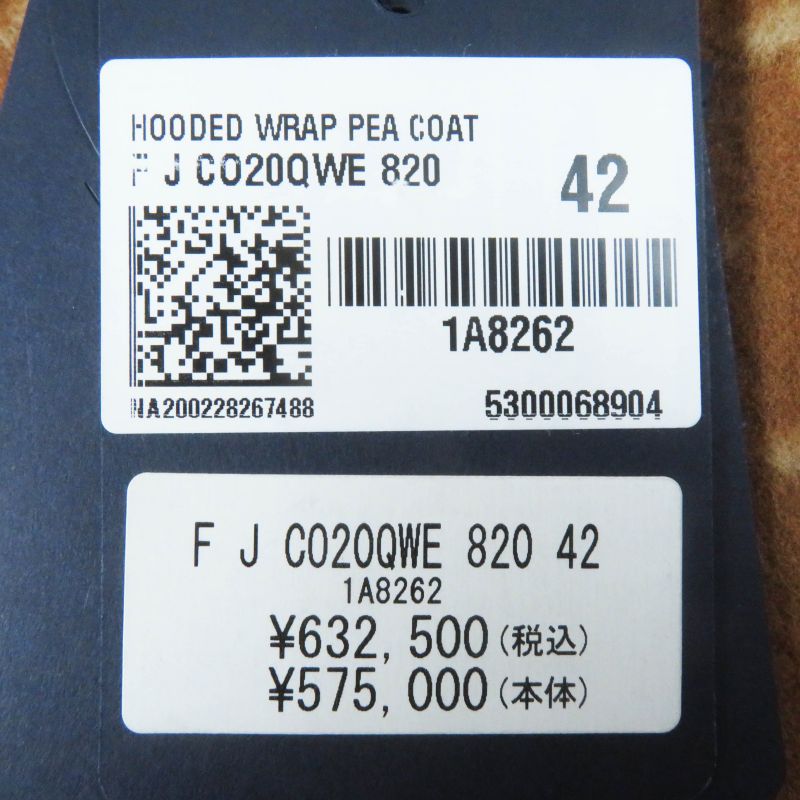 HOODED WRAP PEA COAT
F J CO20QWE 820
42
1A8262
NA200228267488
5300068904
F J CO20QWE 820 42
1A8262
¥632,500(税込)
¥575,000(本体)